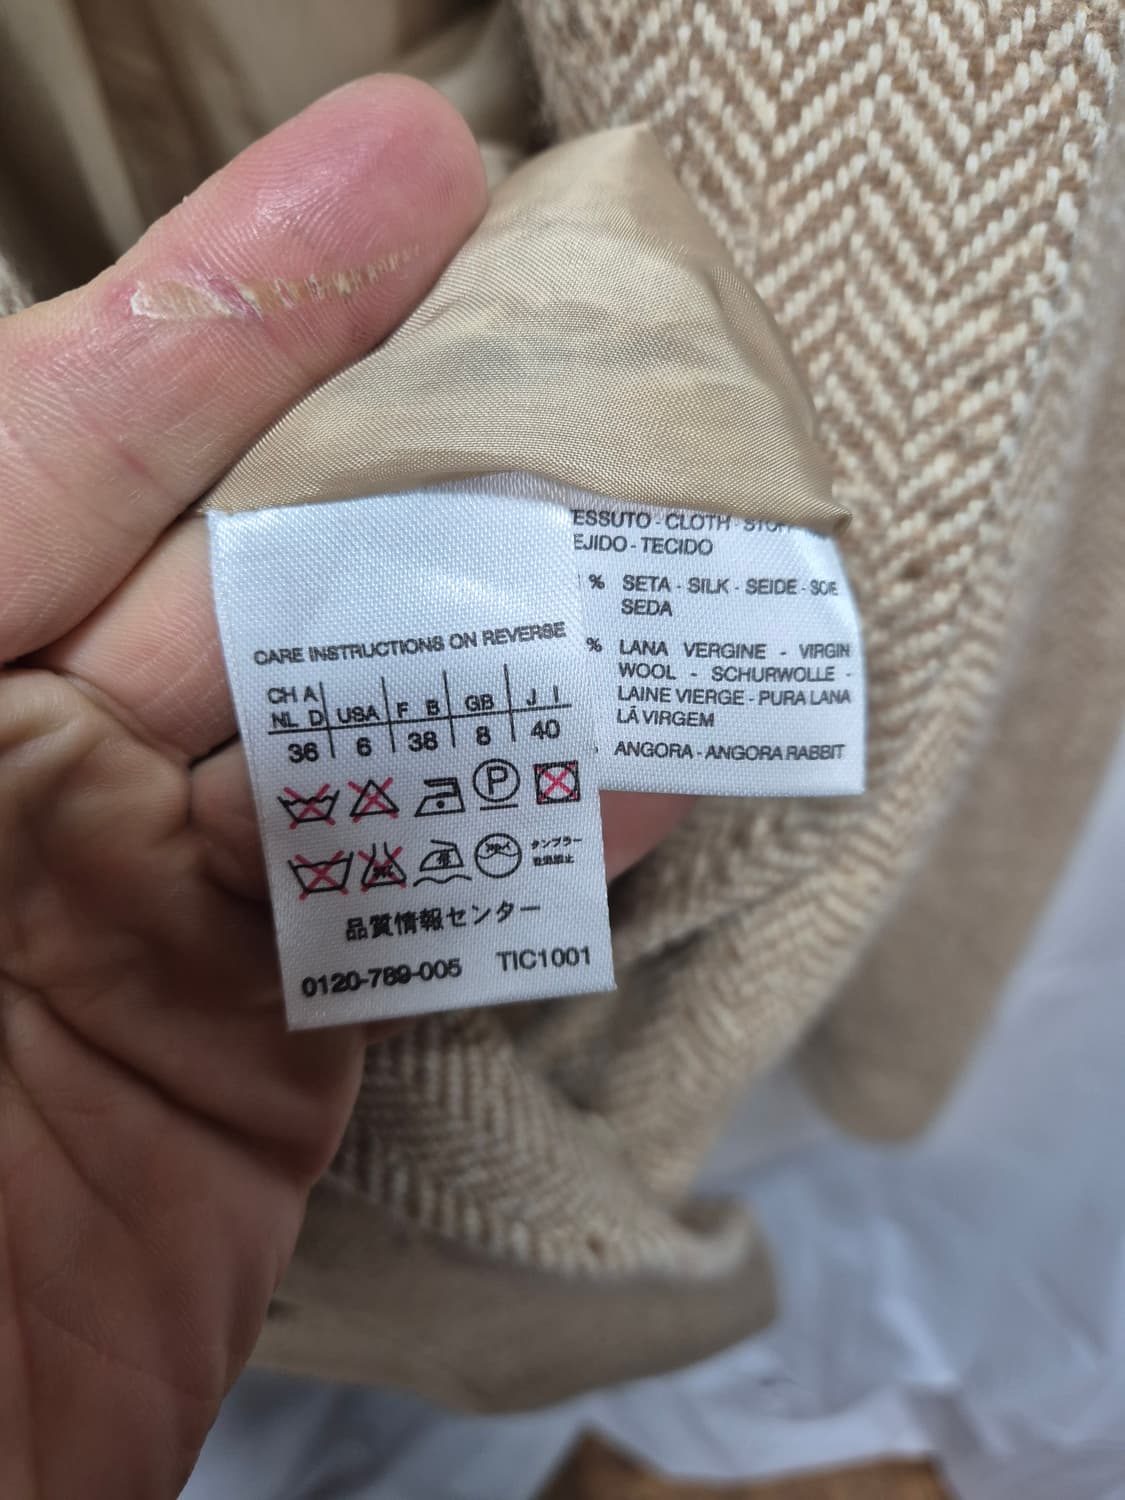 CARE INSTRUCTIONS ON REVERSE
CH A
NL D USA F B GB J I
36 6 38 8 40
P
タンブラー
乾燥禁止
品質情報センター
0120-789-005 TIC1001
ESSUTO - CLOTH
EJIDO - TECIDO
% SETA - SILK - SEIDE - SOIE
SEDA
% LANA VERGINE - VIRGIN
WOOL - SCHURWOLLE -
LAINE VIERGE - PURA LANA
LÃ VIRGEM
ANGORA - ANGORA RABBIT